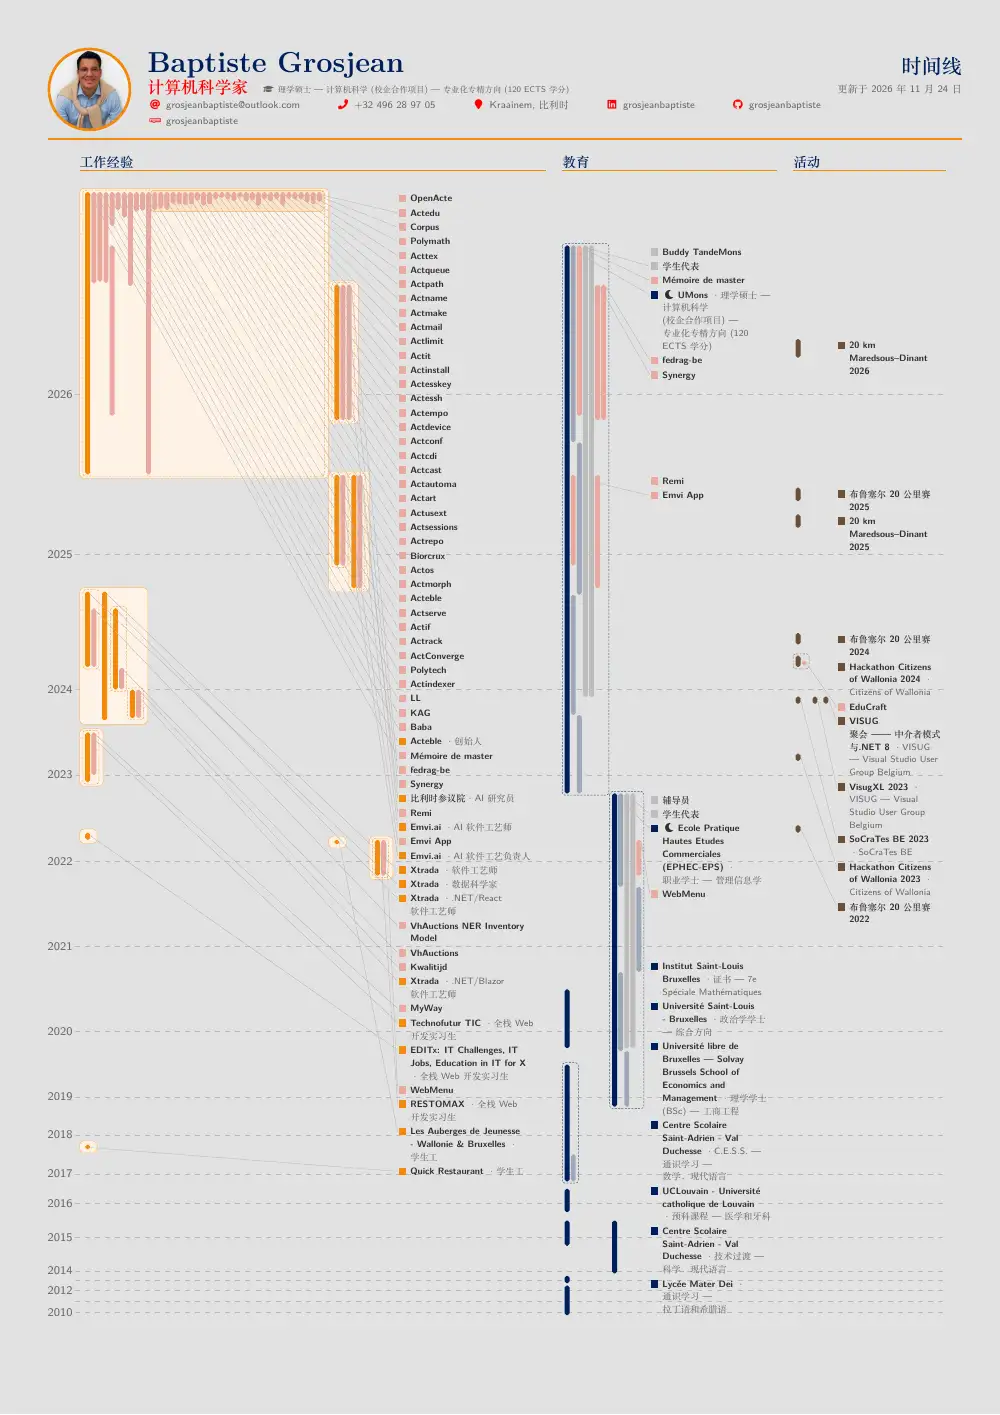 Baptiste Grosjean
时间线
计算机科学家
理学硕士 — 计算机科学 (校企合作项目) — 专业化专精方向 (120 ECTS 学分)
更新于 2026 年 11 月 24 日
grosjeanbaptiste@outlook.com
+32 496 28 97 05
Kraainem, 比利时
grosjeanbaptiste
grosjeanbaptiste
grosjeanbaptiste
工作经验
2026
2025
2024
2023
2022
2021
2020
2019
2018
2017
2016
2015
2014
2012
2010
OpenActe
Actedu
Corpus
Polymath
Acttex
Actqueue
Actpath
Actname
Actmake
Actmail
Actlimit
Actit
Actinstall
Actesskey
Actessh
Actempo
Actdevice
Actconf
Actcdi
Actcast
Actautoma
Actart
Actusext
Actsessions
Actrepo
Biorcrux
Actos
Actmorph
Acteble
Actserve
Actif
Actrack
ActConverge
Polytech
Actindexer
LL
KAG
Baba
Acteble · 创始人
Mémoire de master
fedrag-be
Synergy
比利时参议院 · AI 研究员
Remi
Emvi.ai · AI 软件工艺师
Emvi App
Emvi.ai · AI 软件工艺负责人
Xtrada · 软件工艺师
Xtrada · 数据科学家
Xtrada · .NET/React
软件工艺师
VhAuctions NER Inventory
Model
VhAuctions
Kwalitijd
Xtrada · .NET/Blazor
软件工艺师
MyWay
Technofutur TIC · 全栈 Web
开发实习生
EDITx: IT Challenges, IT
Jobs, Education in IT for X
· 全栈 Web 开发实习生
WebMenu
RESTOMAX · 全栈 Web
开发实习生
Les Auberges de Jeunesse
- Wallonie & Bruxelles ·
学生工
Quick Restaurant · 学生工
教育
Buddy TandeMons
学生代表
Mémoire de master
UMons · 理学硕士 —
计算机科学
(校企合作项目) —
专业化专精方向 (120
ECTS 学分)
fedrag-be
Synergy
Remi
Emvi App
辅导员
学生代表
Ecole Pratique
Hautes Etudes
Commerciales
(EPHEC-EPS) ·
职业学士 — 管理信息学
WebMenu
Institut Saint-Louis
Bruxelles · 证书 — 7e
Spéciale Mathématiques
Université Saint-Louis
- Bruxelles · 政治学学士
— 综合方向
Université libre de
Bruxelles — Solvay
Brussels School of
Economics and
Management · 理学学士
(BSc) — 工商工程
Centre Scolaire
Saint-Adrien - Val
Duchesse · C.E.S.S. —
通识学习 —
数学、现代语言
UCLouvain - Université
catholique de Louvain
· 预科课程 — 医学和牙科
Centre Scolaire
Saint-Adrien - Val
Duchesse · 技术过渡 —
科学、现代语言
Lycée Mater Dei ·
通识学习 —
拉丁语和希腊语
活动
20 km
Maredsous–Dinant
2026
布鲁塞尔 20 公里赛
2025
20 km
Maredsous–Dinant
2025
布鲁塞尔 20 公里赛
2024
Hackathon Citizens
of Wallonia 2024 ·
Citizens of Wallonia
EduCraft
VISUG
聚会 —— 中介者模式
与.NET 8 · VISUG
— Visual Studio User
Group Belgium
VisugXL 2023 ·
VISUG — Visual
Studio User Group
Belgium
SoCraTes BE 2023
· SoCraTes BE
Hackathon Citizens
of Wallonia 2023 ·
Citizens of Wallonia
布鲁塞尔 20 公里赛
2022